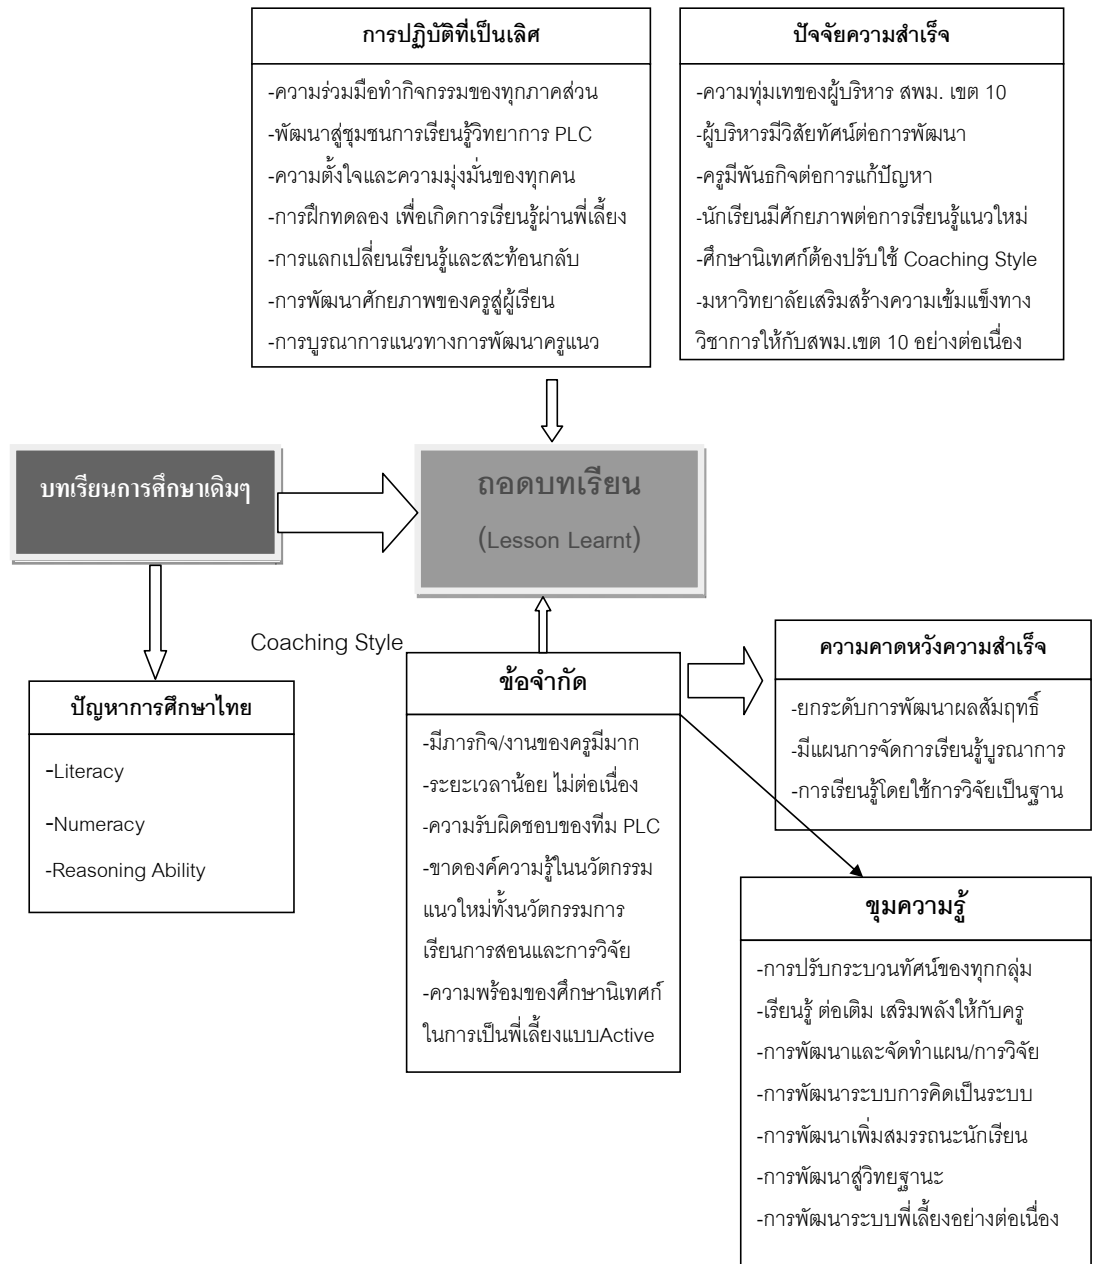 การปฏิบัติที่เป็นเลิศ
-ความร่วมมือทำกิจกรรมของทุกภาคส่วน
-พัฒนาสู่ชุมชนการเรียนรู้วิทยาการ PLC
-ความตั้งใจและความมุ่งมั่นของทุกคน
-การฝึกทดลอง เพื่อเกิดการเรียนรู้ผ่านพี่เลี้ยง
-การแลกเปลี่ยนเรียนรู้และสะท้อนกลับ
-การพัฒนาศักยภาพของครูสู่ผู้เรียน
-การบูรณาการแนวทางการพัฒนาครูแนว
ปัจจัยความสำเร็จ
-ความทุ่มเทของผู้บริหาร สพม. เขต 10
-ผู้บริหารมีวิสัยทัศน์ต่อการพัฒนา
-ครูมีพันธกิจต่อการแก้ปัญหา
-นักเรียนมีศักยภาพต่อการเรียนรู้แนวใหม่
-ศึกษานิเทศก์ต้องปรับใช้ Coaching Style
-มหาวิทยาลัยเสริมสร้างความเข้มแข็งทาง
วิชาการให้กับสพม.เขต 10 อย่างต่อเนื่อง
บทเรียนการศึกษาเดิมๆ
ถอดบทเรียน
(Lesson Learnt)
Coaching Style
ปัญหาการศึกษาไทย
-Literacy
-Numeracy
-Reasoning Ability
ข้อจำกัด
-มีภารกิจ/งานของครูมีมาก
-ระยะเวลาน้อย ไม่ต่อเนื่อง
-ความรับผิดชอบของทีม PLC
-ขาดองค์ความรู้ในนวัตกรรม
แนวใหม่ทั้งนวัตกรรมการ
เรียนการสอนและการวิจัย
-ความพร้อมของศึกษานิเทศก์
ในการเป็นพี่เลี้ยงแบบActive
ความคาดหวังความสำเร็จ
-ยกระดับการพัฒนาผลสัมฤทธิ์
-มีแผนการจัดการเรียนรู้บูรณาการ
-การเรียนรู้โดยใช้การวิจัยเป็นฐาน
ขุมความรู้
-การปรับกระบวนทัศน์ของทุกกลุ่ม
-เรียนรู้ ต่อเติม เสริมพลังให้กับครู
-การพัฒนาและจัดทำแผน/การวิจัย
-การพัฒนาระบบการคิดเป็นระบบ
-การพัฒนาเพิ่มสมรรถนะนักเรียน
-การพัฒนาสู่วิทยฐานะ
-การพัฒนาระบบพี่เลี้ยงอย่างต่อเนื่อง